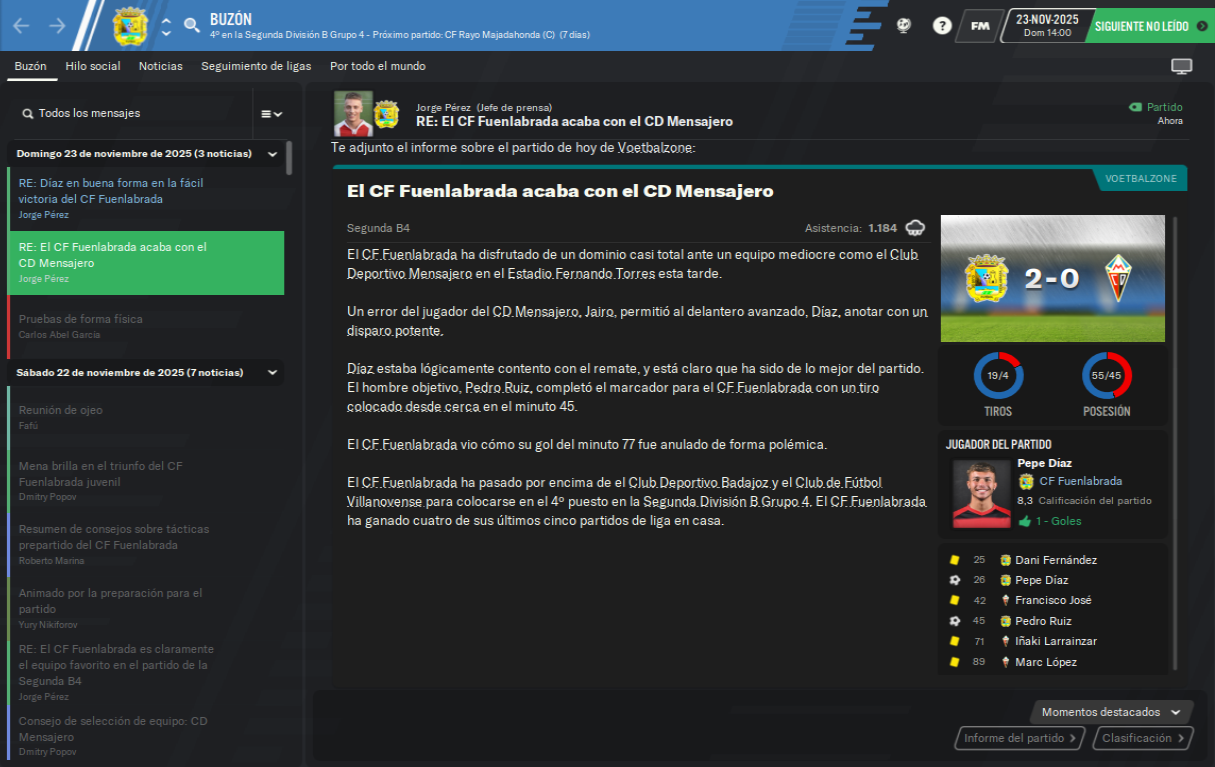 BUZÓN
4º en la Segunda División B Grupo 4 - Próximo partido: CF Rayo Majadahonda (C) (7 días)
?
FM
23-NOV-2025
Dom 14:00
SIGUIENTE NO LEÍDO
Buzón
Hilo social
Noticias
Seguimiento de ligas
Por todo el mundo
Todos los mensajes
Domingo 23 de noviembre de 2025 (3 noticias)
RE: Díaz en buena forma en la fácil
victoria del CF Fuenlabrada
Jorge Pérez
RE: El CF Fuenlabrada acaba con el
CD Mensajero
Jorge Pérez
Pruebas de forma física
Carlos Abel García
Sábado 22 de noviembre de 2025 (7 noticias)
Reunión de ojeo
Fafú
Mena brilla en el triunfo del CF
Fuenlabrada juvenil
Dmitry Popov
Resumen de consejos sobre tácticas
prepartido del CF Fuenlabrada
Roberto Marina
Animado por la preparación para el
partido
Yury Nikiforov
RE: El CF Fuenlabrada es claramente
el equipo favorito en el partido de la
Segunda B4
Jorge Pérez
Consejo de selección de equipo: CD
Mensajero
Dmitry Popov
Jorge Pérez (Jefe de prensa)
RE: El CF Fuenlabrada acaba con el CD Mensajero
Partido
Ahora
Te adjunto el informe sobre el partido de hoy de Voetbalzone:
VOETBALZONE
El CF Fuenlabrada acaba con el CD Mensajero
Segunda B4
Asistencia: 1.184
El CF Fuenlabrada ha disfrutado de un dominio casi total ante un equipo mediocre como el Club
Deportivo Mensajero en el Estadio Fernando Torres esta tarde.
Un error del jugador del CD Mensajero, Jairo, permitió al delantero avanzado, Díaz, anotar con un
disparo potente.
Díaz estaba lógicamente contento con el remate, y está claro que ha sido de lo mejor del partido.
El hombre objetivo, Pedro Ruiz, completó el marcador para el CF Fuenlabrada con un tiro
colocado desde cerca en el minuto 45.
El CF Fuenlabrada vio cómo su gol del minuto 77 fue anulado de forma polémica.
El CF Fuenlabrada ha pasado por encima de el Club Deportivo Badajoz y el Club de Fútbol
Villanovense para colocarse en el 4º puesto en la Segunda División B Grupo 4. El CF Fuenlabrada
ha ganado cuatro de sus últimos cinco partidos de liga en casa.
2-0
19/4
TIROS
55/45
POSESIÓN
JUGADOR DEL PARTIDO
Pepe Díaz
CF Fuenlabrada
8,3 Calificación del partido
1 - Goles
25 Dani Fernández
26 Pepe Díaz
42 Francisco José
45 Pedro Ruiz
71 Iñaki Larrainzar
89 Marc López
Momentos destacados
Informe del partido
Clasificación